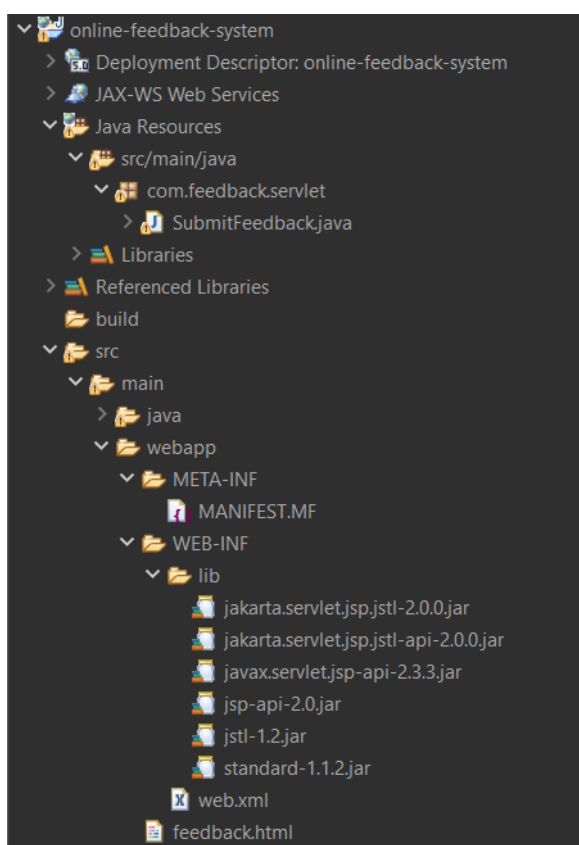 online-feedback-system
Deployment Descriptor: online-feedback-system
JAX-WS Web Services
Java Resources
src/main/java
com.feedback.servlet
SubmitFeedback.java
Libraries
Referenced Libraries
build
src
main
java
webapp
META-INF
MANIFEST.MF
WEB-INF
lib
jakarta.servlet.jsp.jstl-2.0.0.jar
jakarta.servlet.jsp.jstl-api-2.0.0.jar
javax.servlet.jsp-api-2.3.3.jar
jsp-api-2.0.jar
jstl-1.2.jar
standard-1.1.2.jar
web.xml
feedback.html